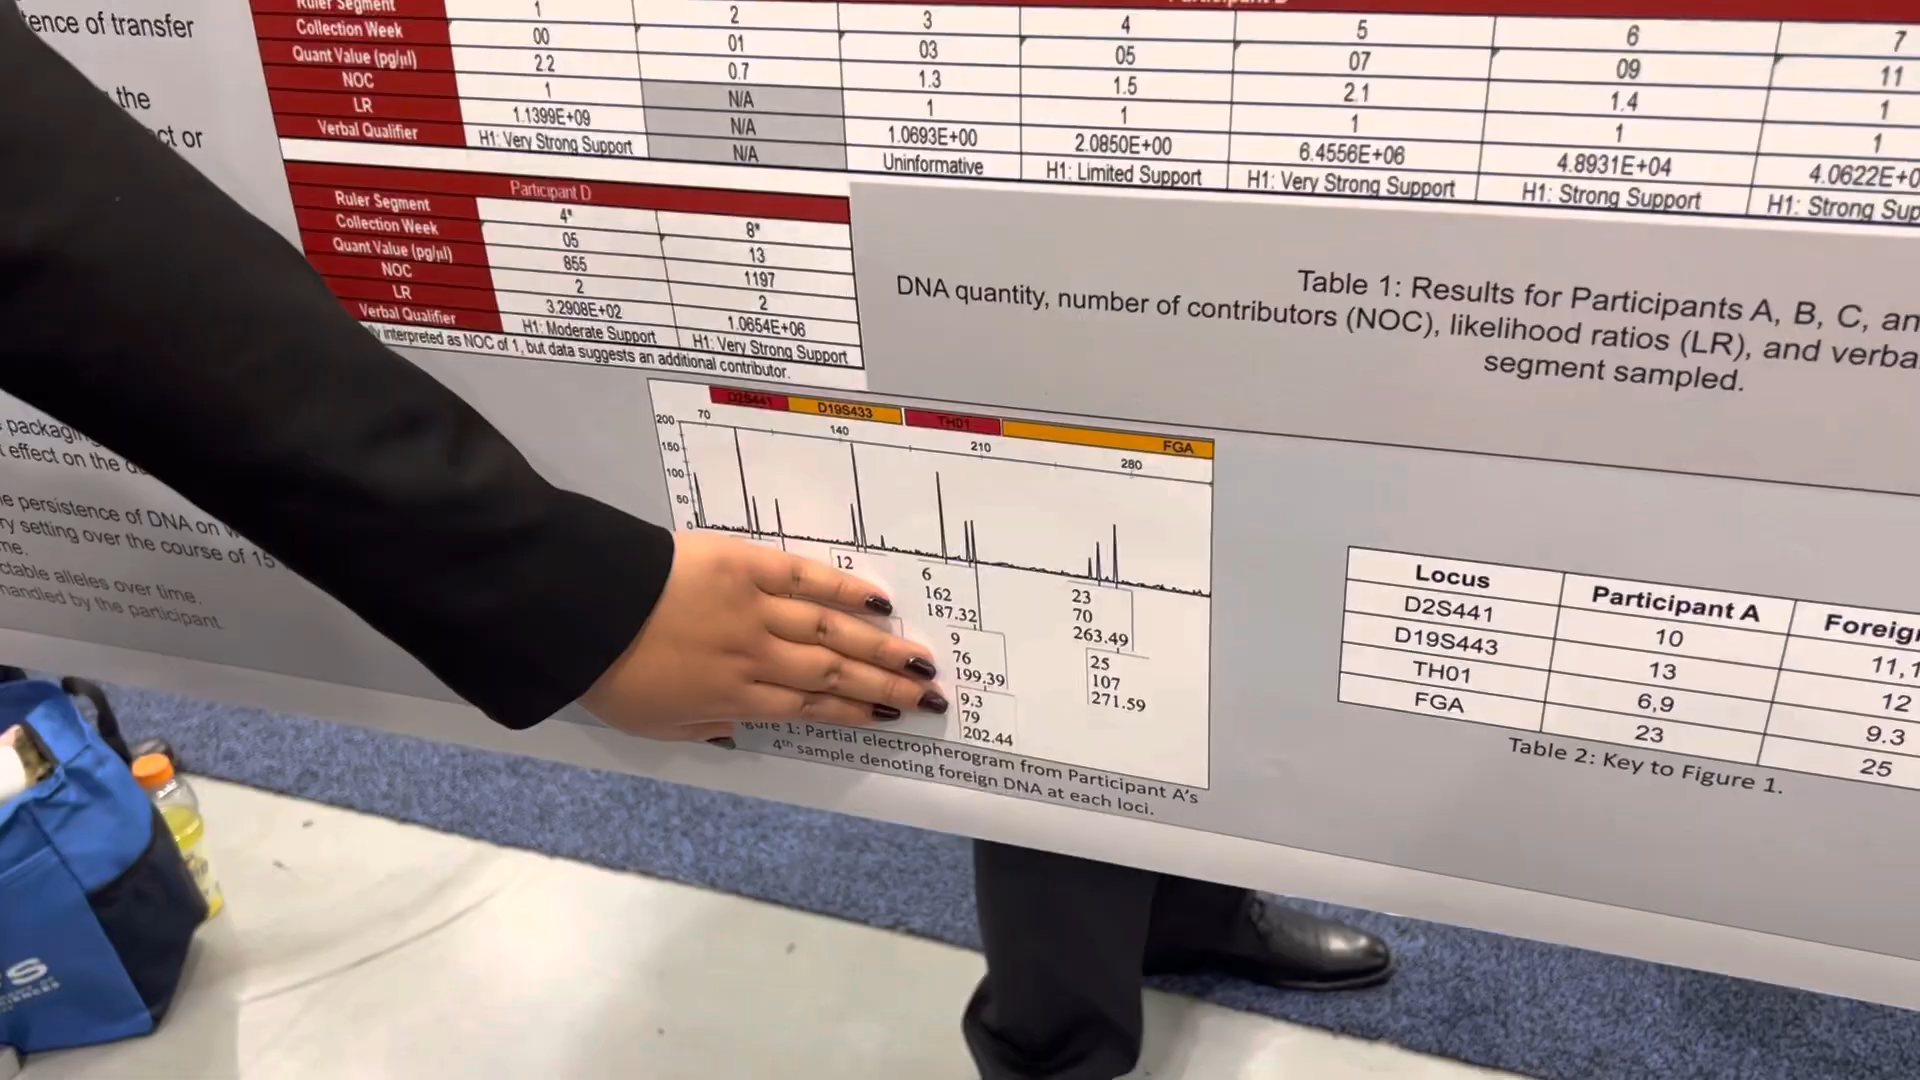 ence of transfer
the
ct or
Ruler Segment 1 2 3 4 5 6 7
Collection Week 00 01 03 05 07 09 11
Quant Value (pg/µl) 2.2 0.7 1.3 1.5 2.1 1.4 1
NOC 1 N/A 1 1 1 1 1
LR 1.1399E+09 N/A 1.0693E+00 2.0850E+00 6.4556E+06 4.8931E+04 4.0622E+0
Verbal Qualifier H1: Very Strong Support N/A Uninformative H1: Limited Support H1: Very Strong Support H1: Strong Support H1: Strong Sup
Participant D
Ruler Segment 4* 8*
Collection Week 05 13
Quant Value (pg/µl) 855 1197
NOC 2 2
LR 3.2908E+02 1.0654E+06
Verbal Qualifier H1: Moderate Support H1: Very Strong Support
interpreted as NOC of 1, but data suggests an additional contributor.
Table 1: Results for Participants A, B, C, an
DNA quantity, number of contributors (NOC), likelihood ratios (LR), and verba
segment sampled.
packagin
effect on the
persistence of DNA on
ry setting over the course of 15
me.
ctable alleles over time.
handled by the participant.
D2S441 D19S433 TH01 FGA
70 140 210 280
200
150
100
50
0
12
6
162
187.32
9
76
199.39
9.3
79
202.44
23
70
263.49
25
107
271.59
gure 1: Partial electropherogram from Participant A's
4th sample denoting foreign DNA at each loci.
Locus Participant A Foreig
D2S441 10 11,1
D19S443 13 12
TH01 6,9 9.3
FGA 23 25
Table 2: Key to Figure 1.